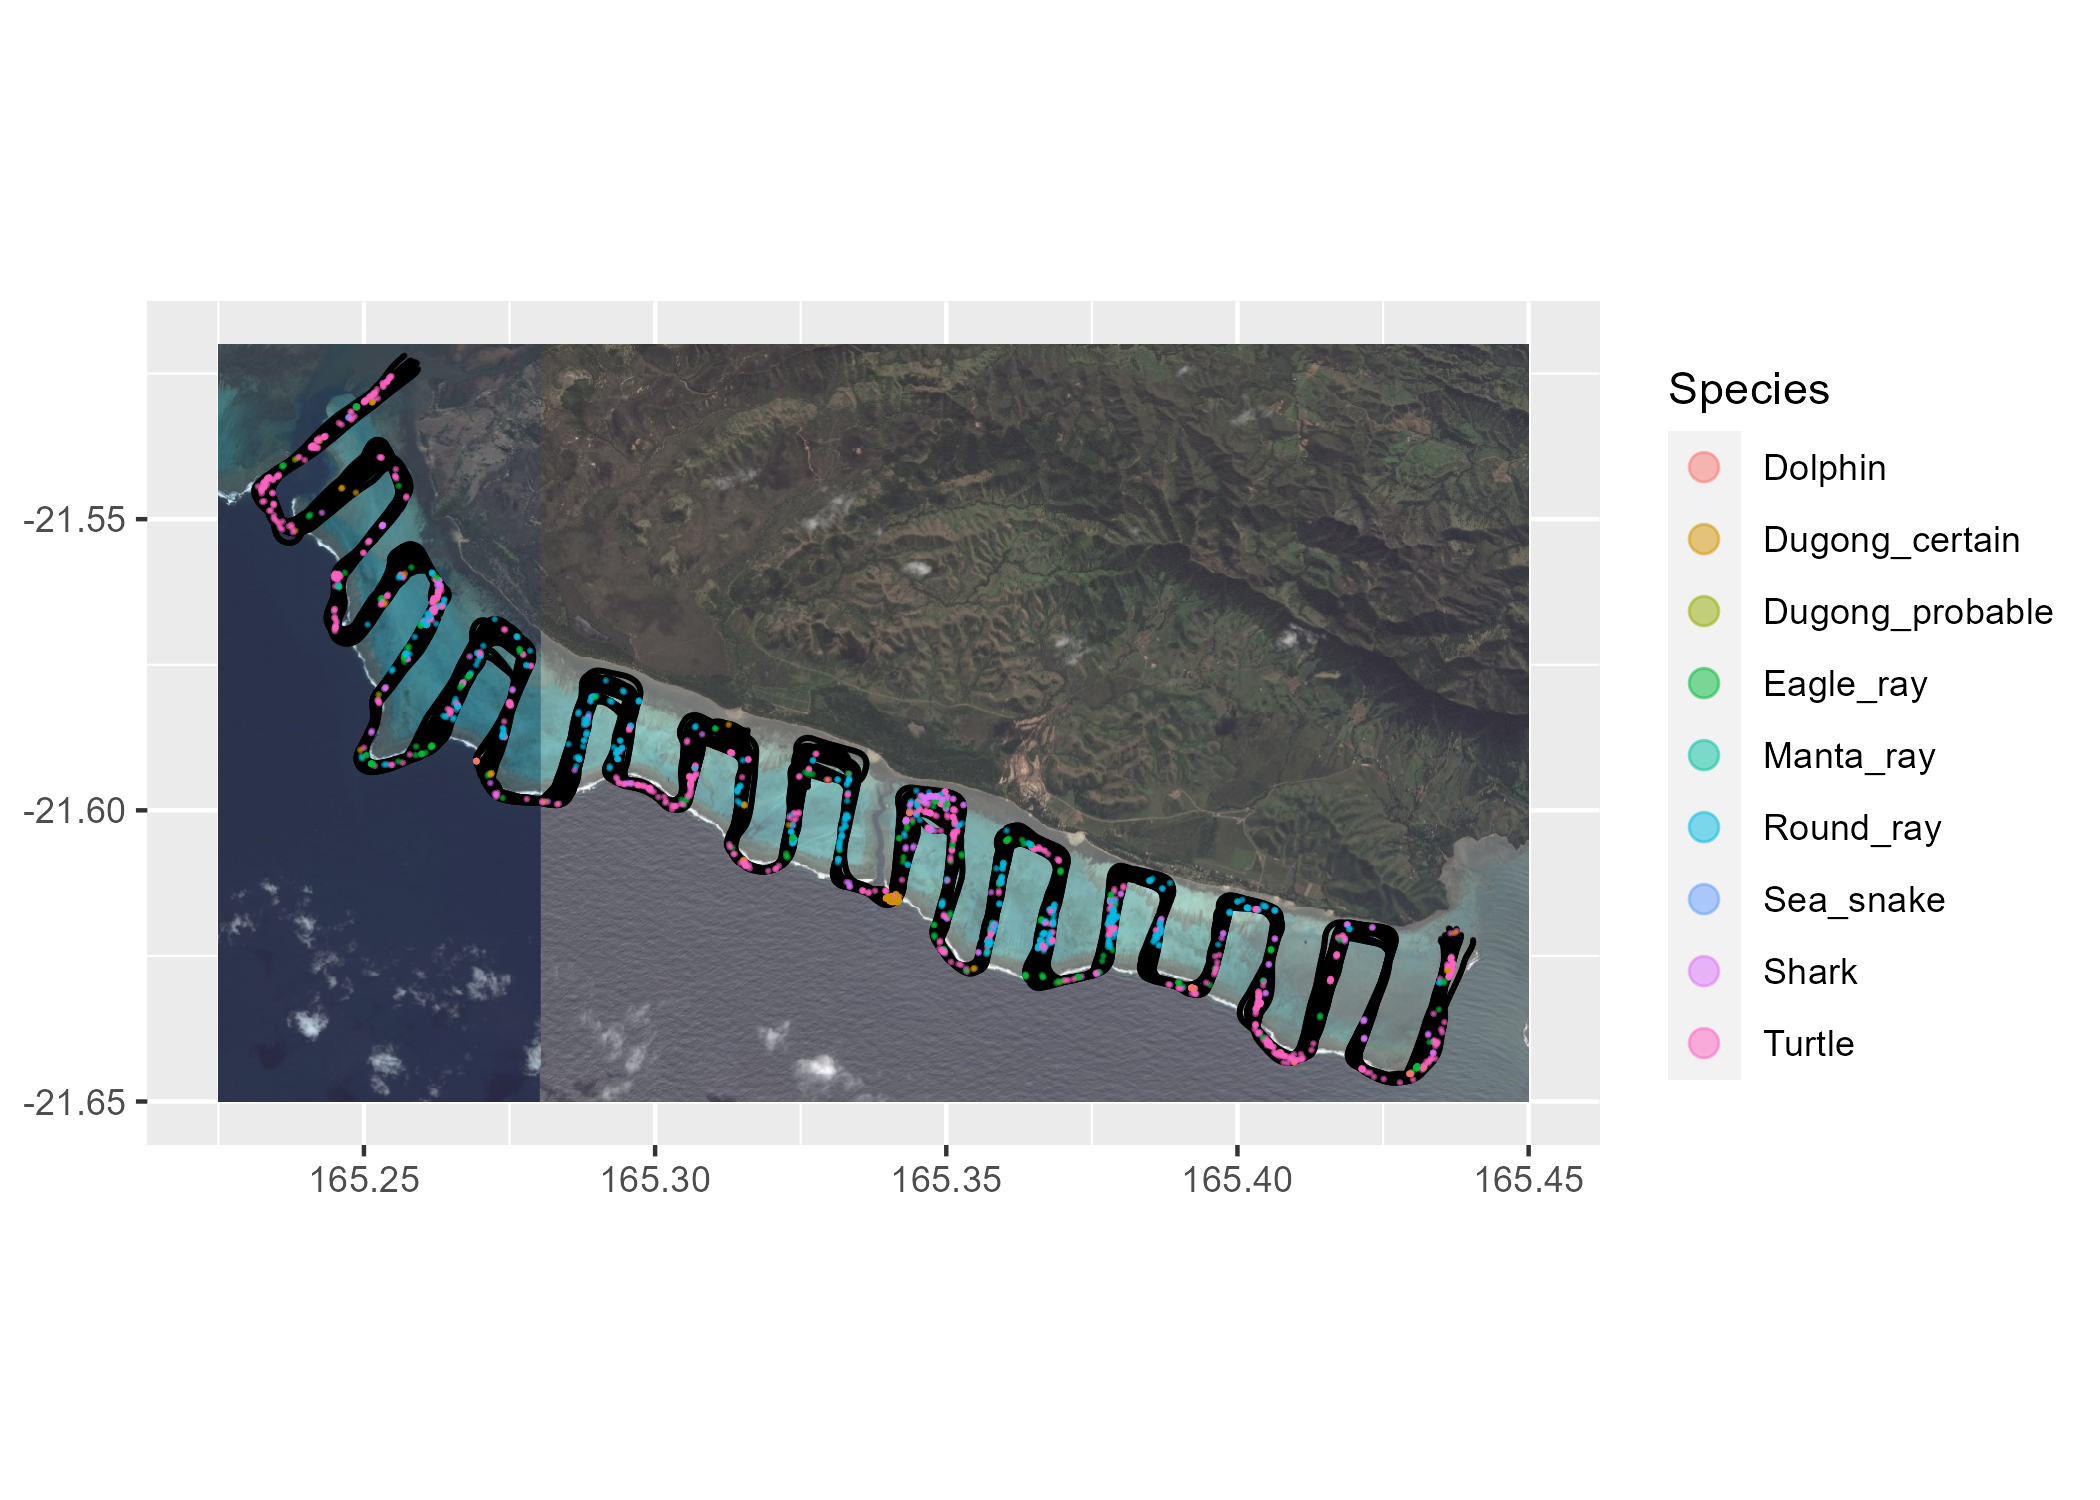 -21.55
-21.60
-21.65
165.25
165.30
165.35
165.40
165.45
Species
Dolphin
Dugong_certain
Dugong_probable
Eagle_ray
Manta_ray
Round_ray
Sea_snake
Shark
Turtle